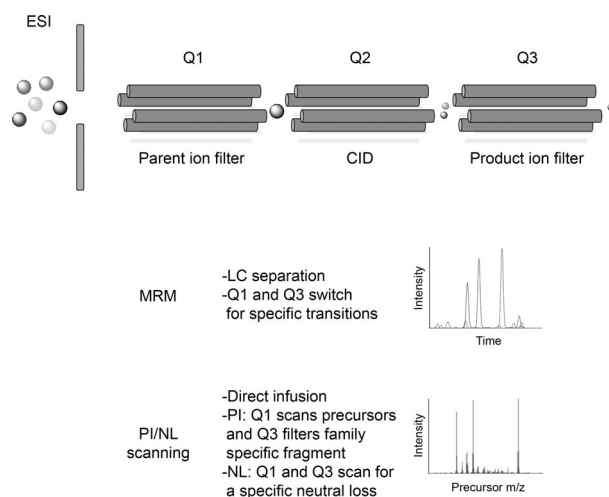 ESI
Q1
Q2
Q3
Parent ion filter
CID
Product ion filter
MRM
-LC separation
-Q1 and Q3 switch
for specific transitions
Intensity
Time
PI/NL
scanning
-Direct infusion
-PI: Q1 scans precursors
and Q3 filters family
specific fragment
-NL: Q1 and Q3 scan for
a specific neutral loss
Intensity
Precursor m/z